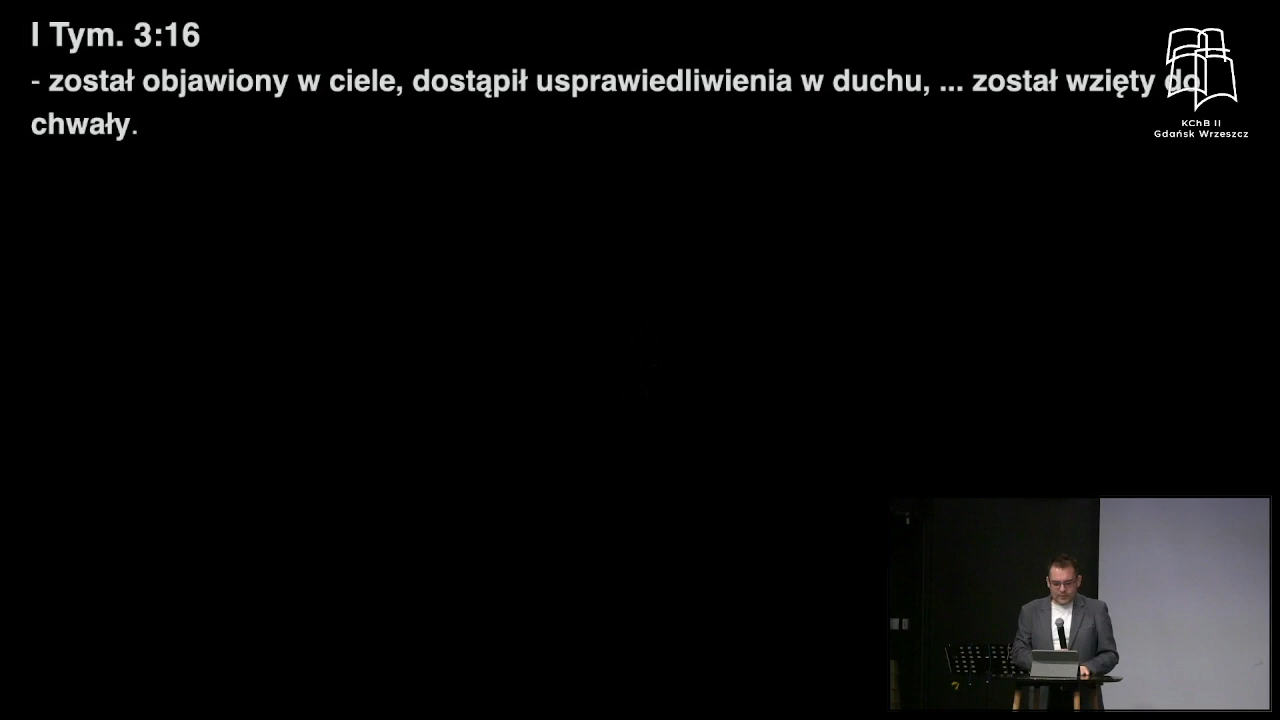 I Tym. 3:16
- został objawiony w ciele, dostąpił usprawiedliwienia w duchu, ... został wzięty do
chwały.
KChB II
Gdańsk Wrzeszcz